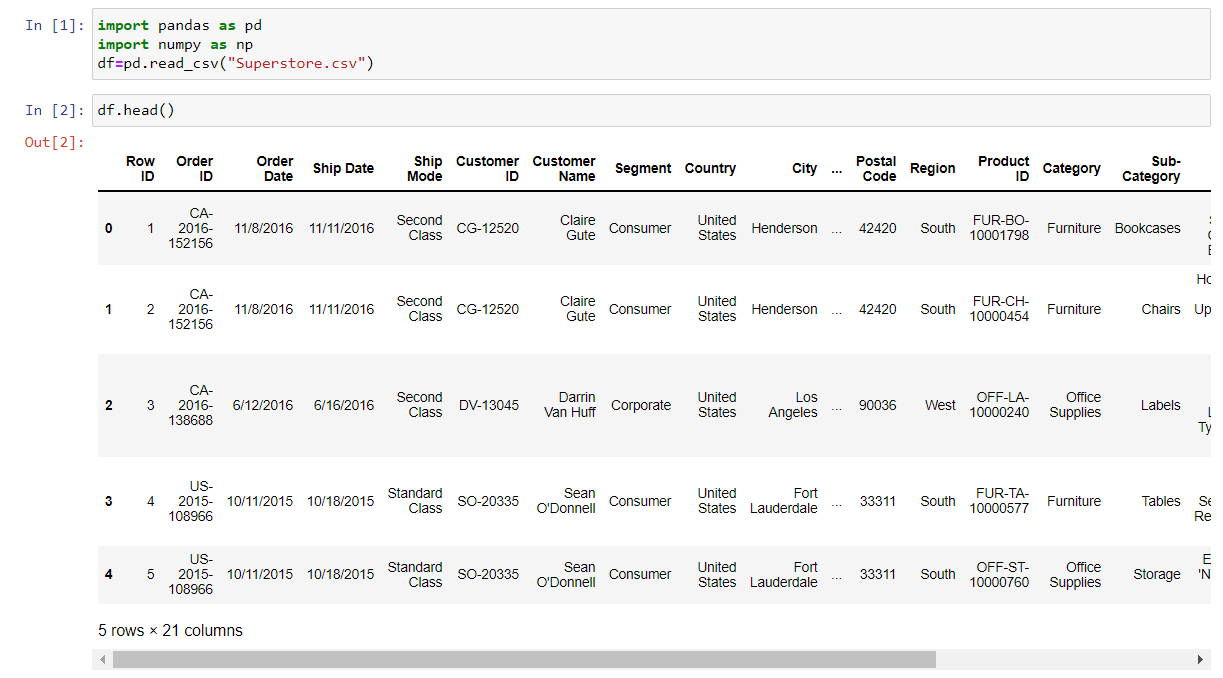 In [1]: import pandas as pd
import numpy as np
df=pd.read_csv("Superstore.csv")
In [2]: df.head()
Out[2]:
Row ID Order ID Order Date Ship Date Ship Mode Customer ID Customer Name Segment Country City ... Postal Code Region Product ID Category Sub-Category
0 1 CA-2016-152156 11/8/2016 11/11/2016 Second Class CG-12520 Claire Gute Consumer United States Henderson ... 42420 South FUR-BO-10001798 Furniture Bookcases
1 2 CA-2016-152156 11/8/2016 11/11/2016 Second Class CG-12520 Claire Gute Consumer United States Henderson ... 42420 South FUR-CH-10000454 Furniture Chairs
2 3 CA-2016-138688 6/12/2016 6/16/2016 Second Class DV-13045 Darrin Van Huff Corporate United States Los Angeles ... 90036 West OFF-LA-10000240 Office Supplies Labels
3 4 US-2015-108966 10/11/2015 10/18/2015 Standard Class SO-20335 Sean O'Donnell Consumer United States Fort Lauderdale ... 33311 South FUR-TA-10000577 Furniture Tables
4 5 US-2015-108966 10/11/2015 10/18/2015 Standard Class SO-20335 Sean O'Donnell Consumer United States Fort Lauderdale ... 33311 South OFF-ST-10000760 Office Supplies Storage
5 rows × 21 columns